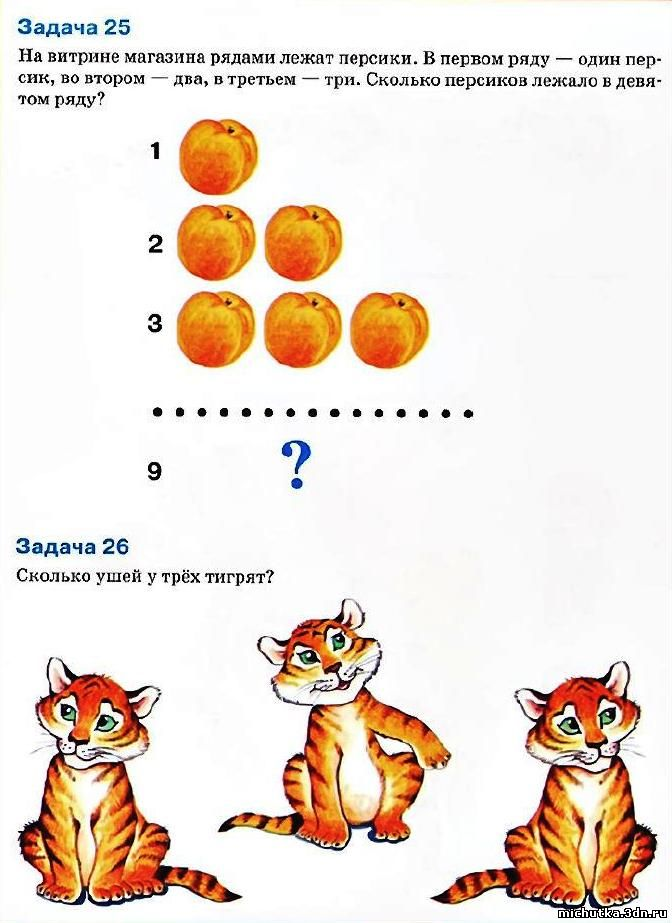 Задача 25
На витрине магазина рядами лежат персики. В первом ряду — один пер-
сик, во втором — два, в третьем — три. Сколько персиков лежало в девя-
том ряду?
1
2
3
9 ?
Задача 26
Сколько ушей у трёх тигрят?
michutka.3dn.ru